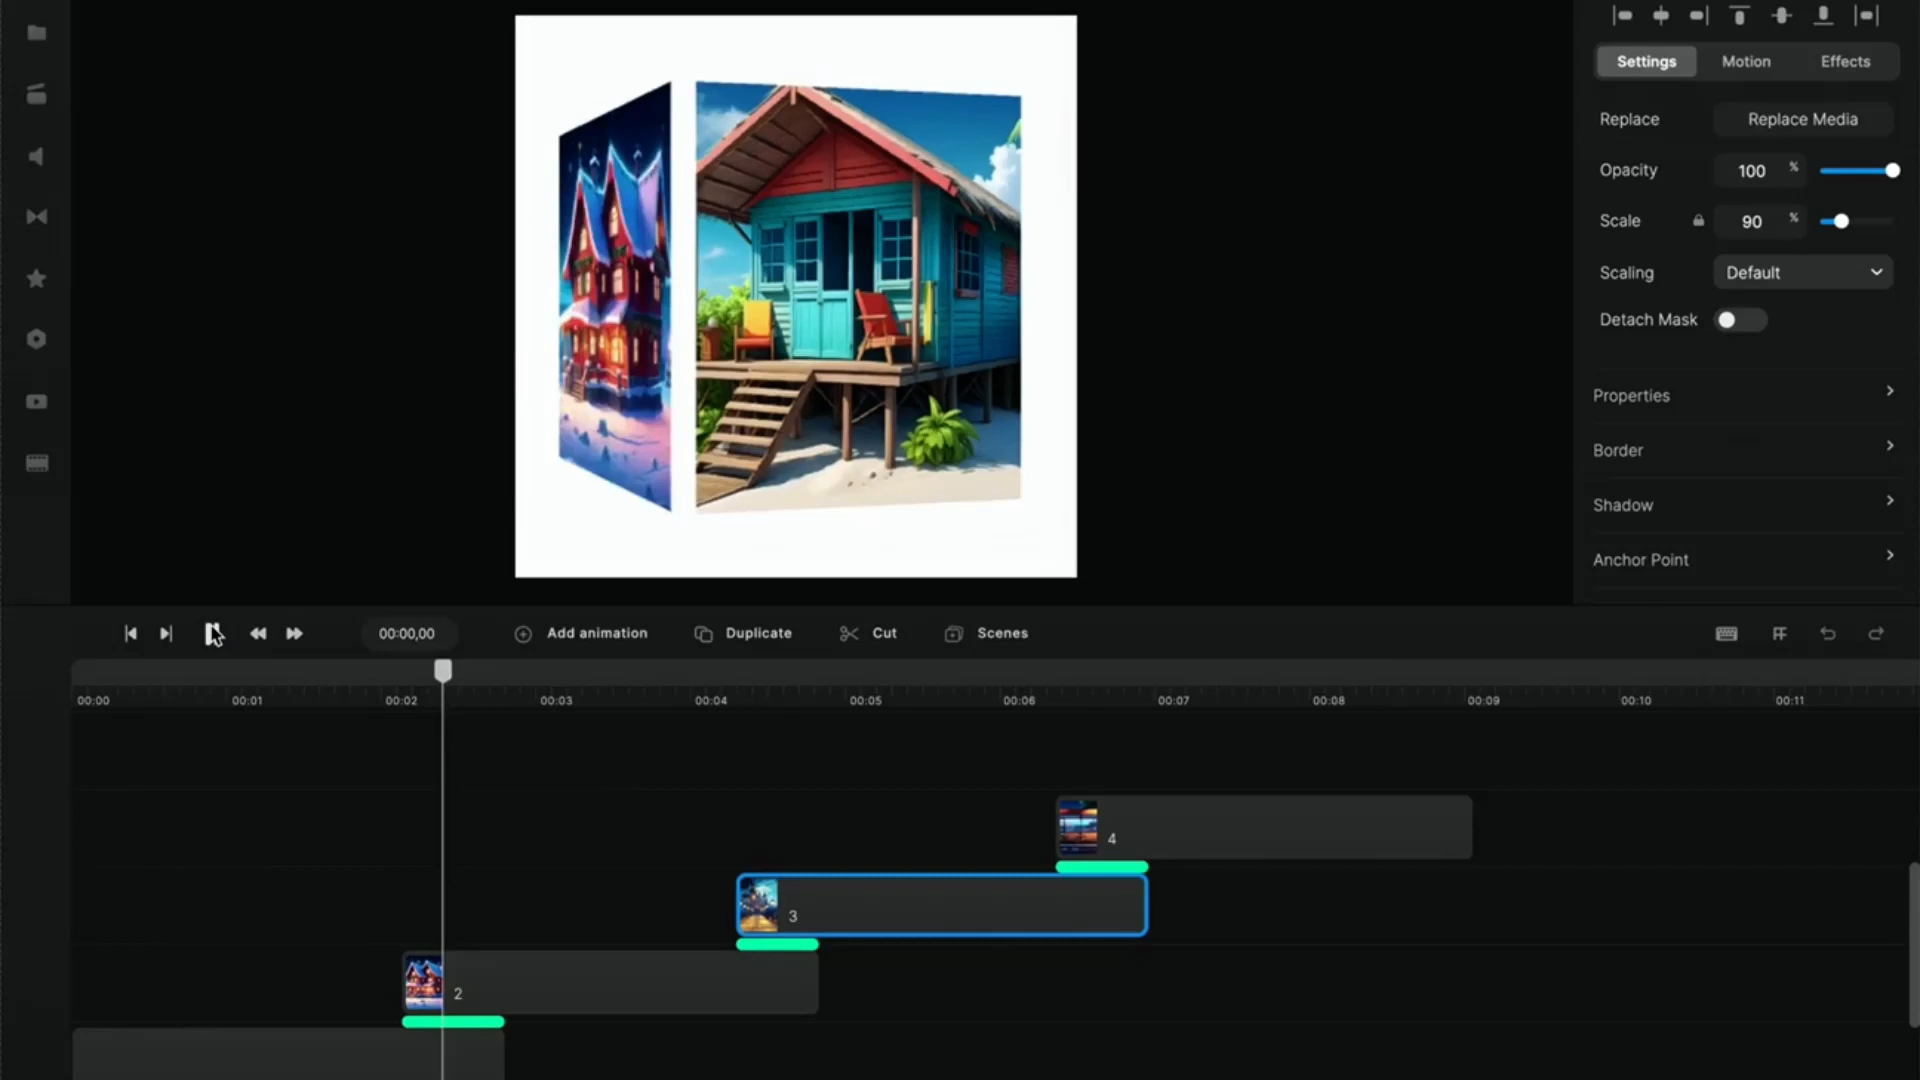 Settings Motion Effects
Replace Replace Media
Opacity 100 %
Scale 90 %
Scaling Default
Detach Mask
Properties
Border
Shadow
Anchor Point
00:00,00 Add animation Duplicate Cut Scenes
00:00 00:01 00:02 00:03 00:04 00:05 00:06 00:07 00:08 00:09 00:10 00:11
4
3
2